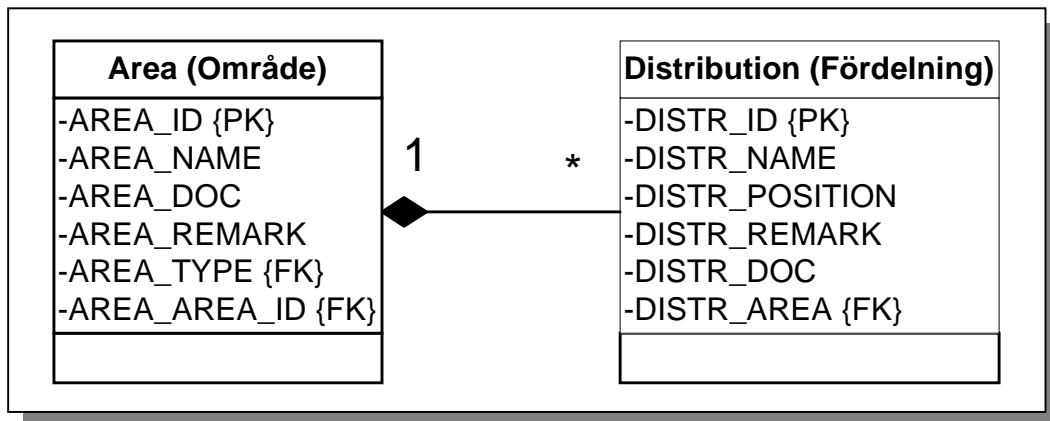 Area (Område)
-AREA_ID {PK}
-AREA_NAME
-AREA_DOC
-AREA_REMARK
-AREA_TYPE {FK}
-AREA_AREA_ID {FK}
1
*
Distribution (Fördelning)
-DISTR_ID {PK}
-DISTR_NAME
-DISTR_POSITION
-DISTR_REMARK
-DISTR_DOC
-DISTR_AREA {FK}